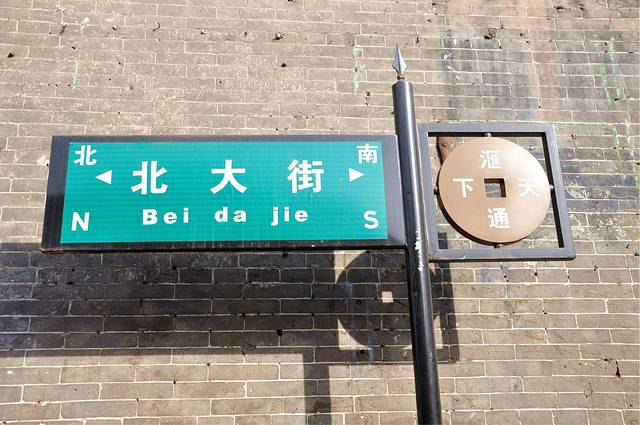 北 南
北大街
N Bei da jie S
滙
下 天
通